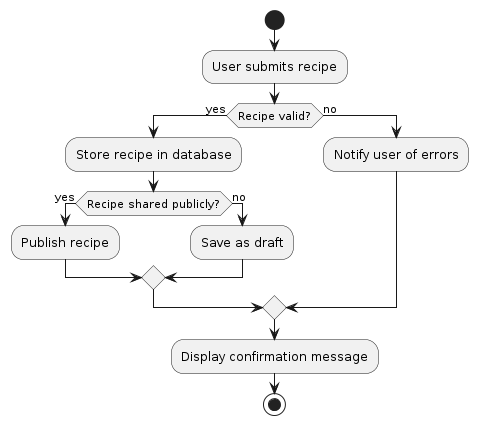 User submits recipe
yes
Recipe valid?
no
Store recipe in database
Notify user of errors
yes
Recipe shared publicly?
no
Publish recipe
Save as draft
Display confirmation message